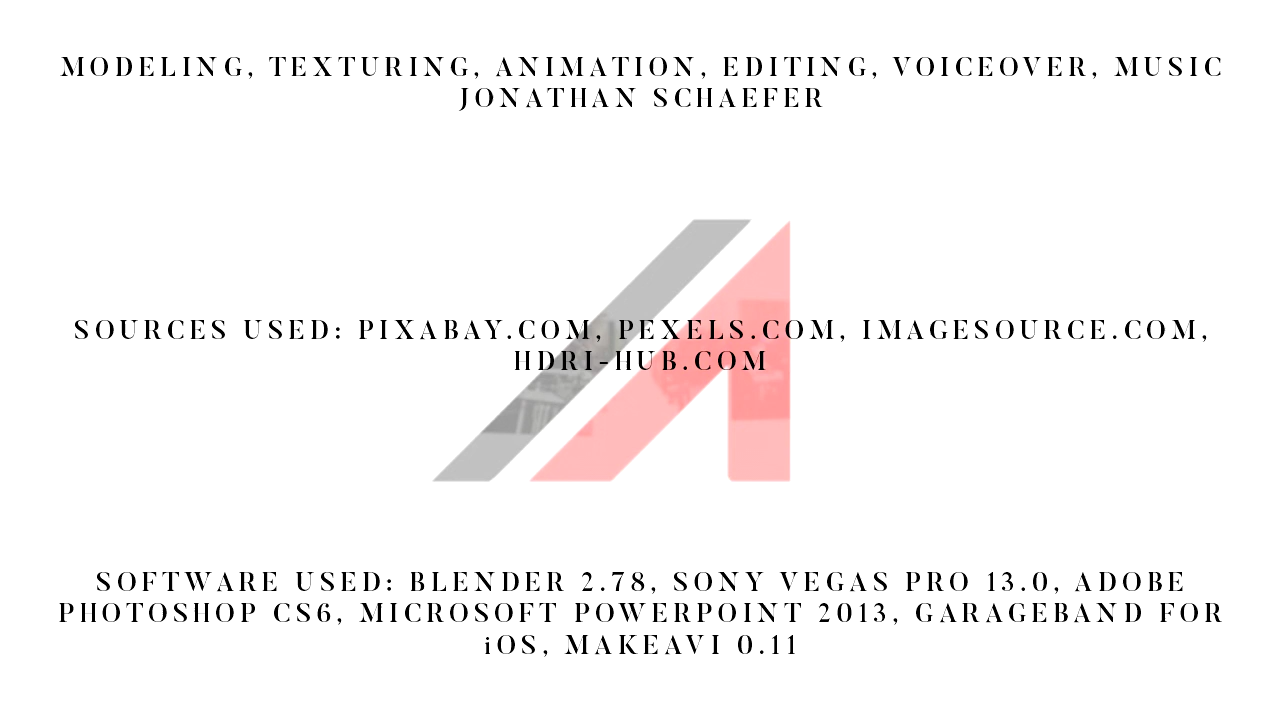 MODELING, TEXTURING, ANIMATION, EDITING, VOICEOVER, MUSIC
JONATHAN SCHAEFER
SOURCES USED: PIXABAY.COM, PEXELS.COM, IMAGESOURCE.COM,
HDRI-HUB.COM
SOFTWARE USED: BLENDER 2.78, SONY VEGAS PRO 13.0, ADOBE
PHOTOSHOP CS6, MICROSOFT POWERPOINT 2013, GARAGEBAND FOR
iOS, MAKEAVI 0.11